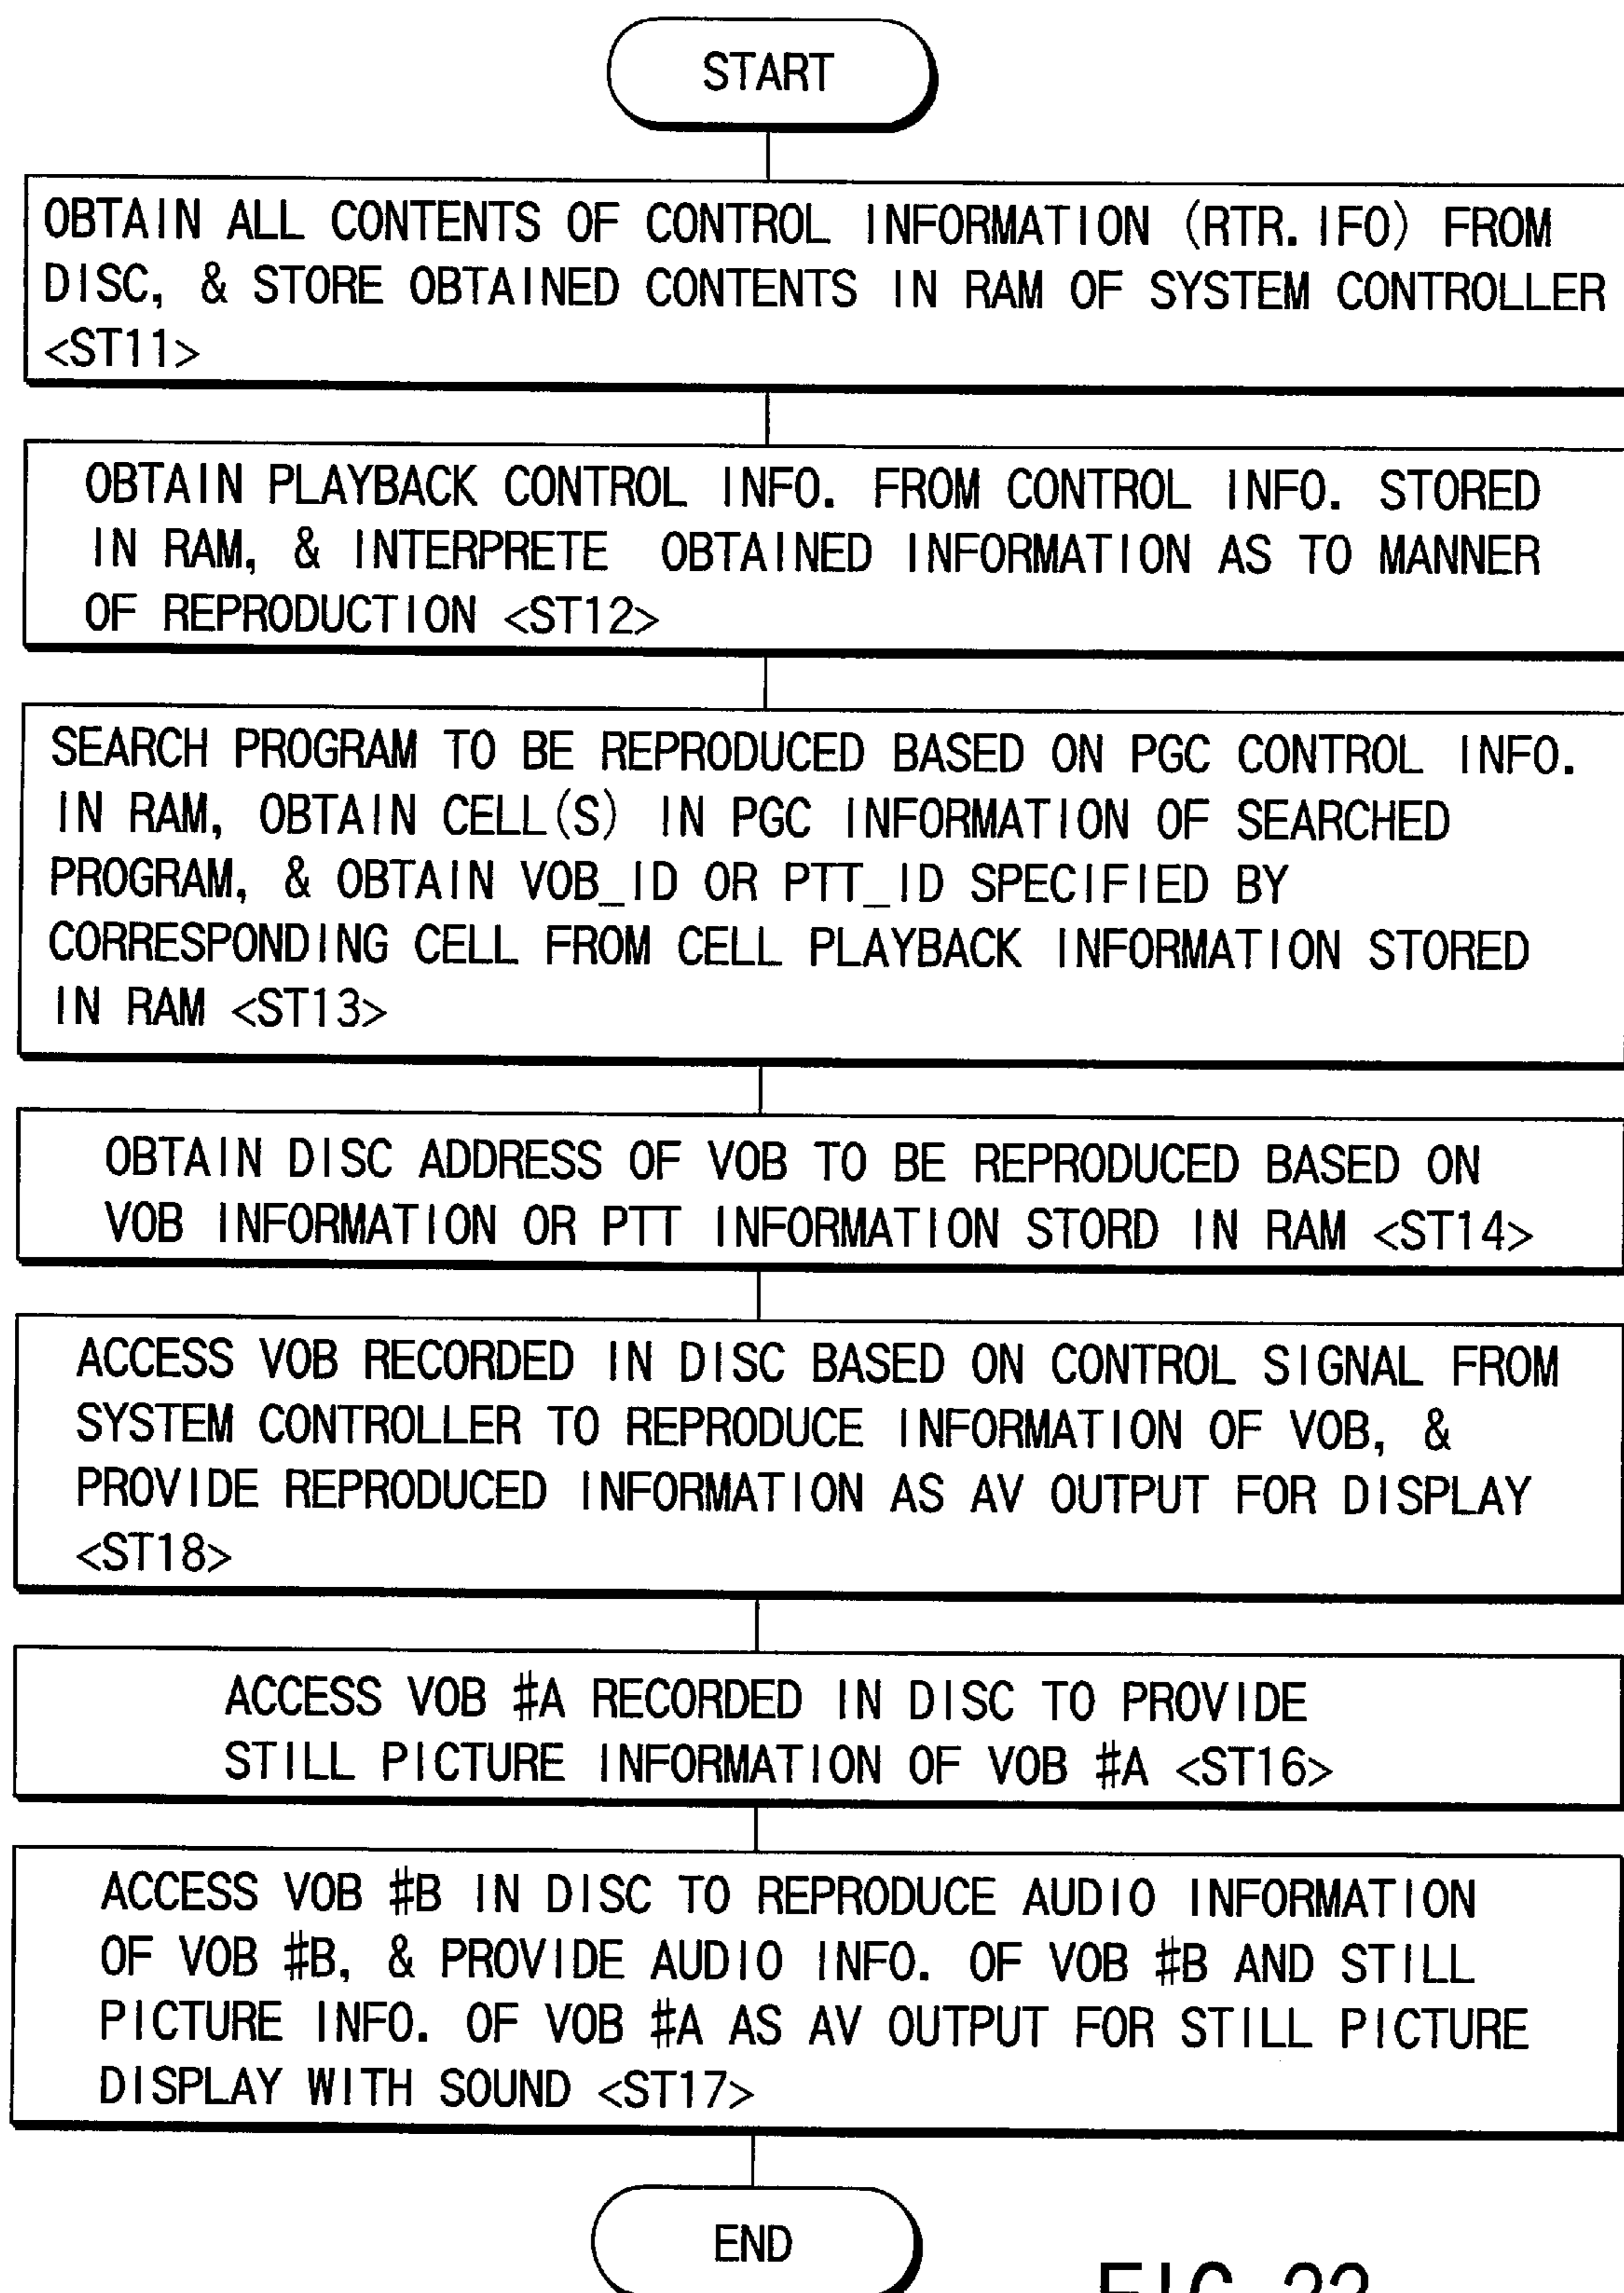 START
OBTAIN ALL CONTENTS OF CONTROL INFORMATION (RTR.IFO) FROM
DISC, & STORE OBTAINED CONTENTS IN RAM OF SYSTEM CONTROLLER
<ST11>
OBTAIN PLAYBACK CONTROL INFO. FROM CONTROL INFO. STORED
IN RAM, & INTERPRETE OBTAINED INFORMATION AS TO MANNER
OF REPRODUCTION <ST12>
SEARCH PROGRAM TO BE REPRODUCED BASED ON PGC CONTROL INFO.
IN RAM, OBTAIN CELL(S) IN PGC INFORMATION OF SEARCHED
PROGRAM, & OBTAIN VOB_ID OR PTT_ID SPECIFIED BY
CORRESPONDING CELL FROM CELL PLAYBACK INFORMATION STORED
IN RAM <ST13>
OBTAIN DISC ADDRESS OF VOB TO BE REPRODUCED BASED ON
VOB INFORMATION OR PTT INFORMATION STORD IN RAM <ST14>
ACCESS VOB RECORDED IN DISC BASED ON CONTROL SIGNAL FROM
SYSTEM CONTROLLER TO REPRODUCE INFORMATION OF VOB, &
PROVIDE REPRODUCED INFORMATION AS AV OUTPUT FOR DISPLAY
<ST18>
ACCESS VOB #A RECORDED IN DISC TO PROVIDE
STILL PICTURE INFORMATION OF VOB #A <ST16>
ACCESS VOB #B IN DISC TO REPRODUCE AUDIO INFORMATION
OF VOB #B, & PROVIDE AUDIO INFO. OF VOB #B AND STILL
PICTURE INFO. OF VOB #A AS AV OUTPUT FOR STILL PICTURE
DISPLAY WITH SOUND <ST17>
END